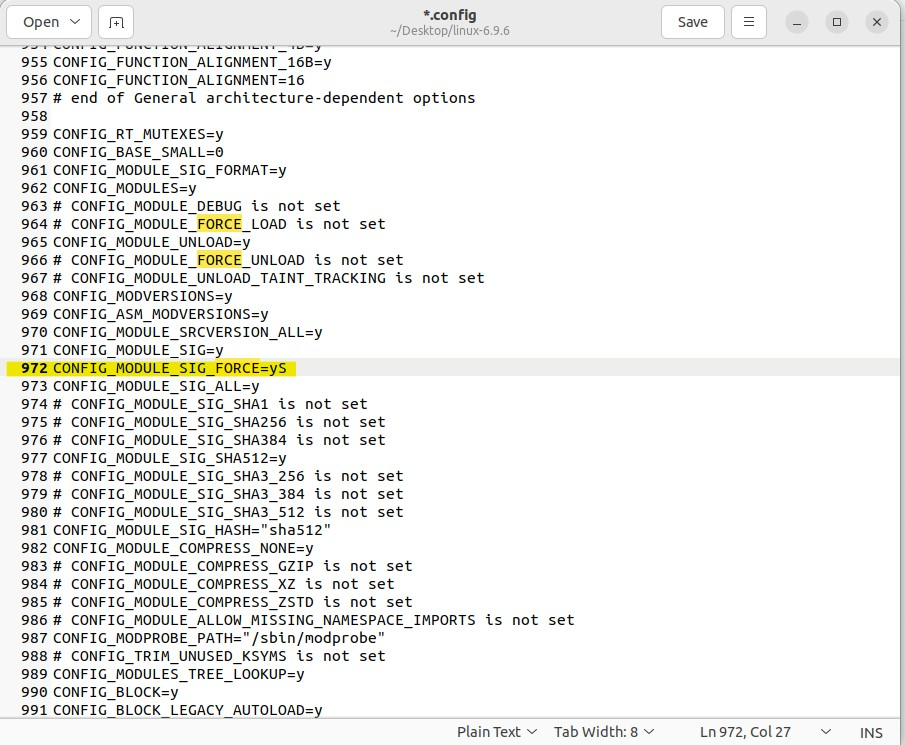 Open
*.config
~/Desktop/linux-6.9.6
Save
955 CONFIG_FUNCTION_ALIGNMENT_16B=y
956 CONFIG_FUNCTION_ALIGNMENT=16
957 # end of General architecture-dependent options
958
959 CONFIG_RT_MUTEXES=y
960 CONFIG_BASE_SMALL=0
961 CONFIG_MODULE_SIG_FORMAT=y
962 CONFIG_MODULES=y
963 # CONFIG_MODULE_DEBUG is not set
964 # CONFIG_MODULE_FORCE_LOAD is not set
965 CONFIG_MODULE_UNLOAD=y
966 # CONFIG_MODULE_FORCE_UNLOAD is not set
967 # CONFIG_MODULE_UNLOAD_TAINT_TRACKING is not set
968 CONFIG_MODVERSIONS=y
969 CONFIG_ASM_MODVERSIONS=y
970 CONFIG_MODULE_SRCVERSION_ALL=y
971 CONFIG_MODULE_SIG=y
972 CONFIG_MODULE_SIG_FORCE=yS
973 CONFIG_MODULE_SIG_ALL=y
974 # CONFIG_MODULE_SIG_SHA1 is not set
975 # CONFIG_MODULE_SIG_SHA256 is not set
976 # CONFIG_MODULE_SIG_SHA384 is not set
977 CONFIG_MODULE_SIG_SHA512=y
978 # CONFIG_MODULE_SIG_SHA3_256 is not set
979 # CONFIG_MODULE_SIG_SHA3_384 is not set
980 # CONFIG_MODULE_SIG_SHA3_512 is not set
981 CONFIG_MODULE_SIG_HASH="sha512"
982 CONFIG_MODULE_COMPRESS_NONE=y
983 # CONFIG_MODULE_COMPRESS_GZIP is not set
984 # CONFIG_MODULE_COMPRESS_XZ is not set
985 # CONFIG_MODULE_COMPRESS_ZSTD is not set
986 # CONFIG_MODULE_ALLOW_MISSING_NAMESPACE_IMPORTS is not set
987 CONFIG_MODPROBE_PATH="/sbin/modprobe"
988 # CONFIG_TRIM_UNUSED_KSYMS is not set
989 CONFIG_MODULES_TREE_LOOKUP=y
990 CONFIG_BLOCK=y
991 CONFIG_BLOCK_LEGACY_AUTOLOAD=y
Plain Text Tab Width: 8 Ln 972, Col 27 INS